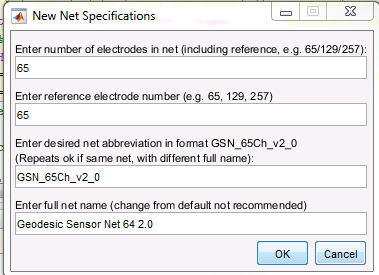 New Net Specifications
Enter number of electrodes in net (including reference, e.g. 65/129/257):
65
Enter reference electrode number (e.g. 65, 129, 257)
65
Enter desired net abbreviation in format GSN_65Ch_v2_0
(Repeats ok if same net, with different full name):
GSN_65Ch_v2_0
Enter full net name (change from default not recommended)
Geodesic Sensor Net 64 2.0
OK Cancel